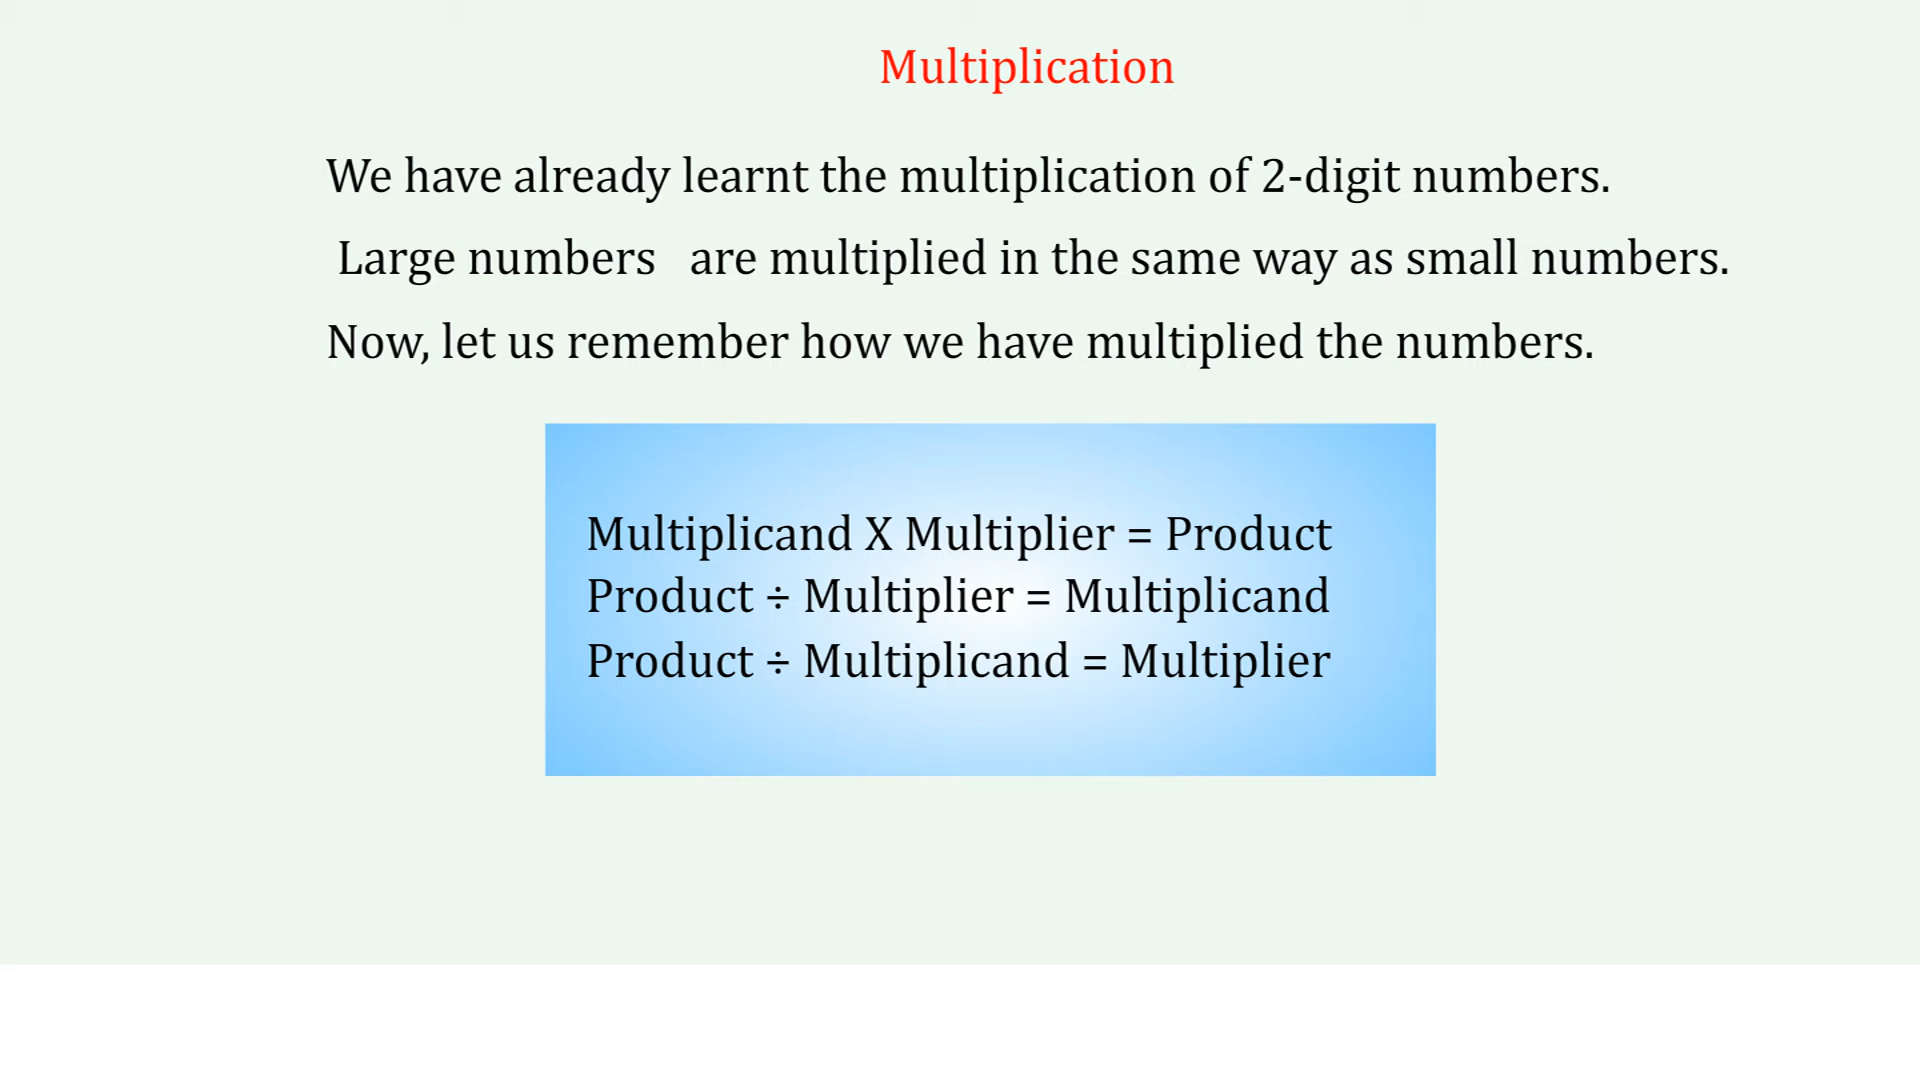 Multiplication
We have already learnt the multiplication of 2-digit numbers.
Large numbers are multiplied in the same way as small numbers.
Now, let us remember how we have multiplied the numbers.
Multiplicand X Multiplier = Product
Product ÷ Multiplier = Multiplicand
Product ÷ Multiplicand = Multiplier